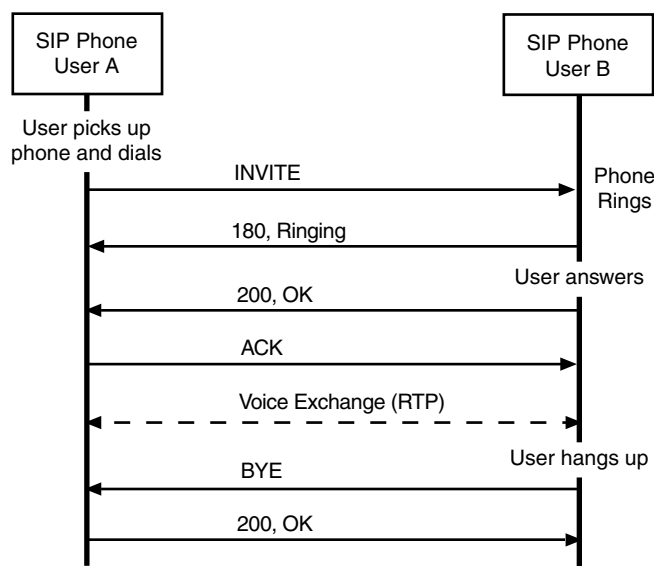 SIP Phone
User A
SIP Phone
User B
User picks up
phone and dials
INVITE
Phone
Rings
180, Ringing
User answers
200, OK
ACK
Voice Exchange (RTP)
User hangs up
BYE
200, OK